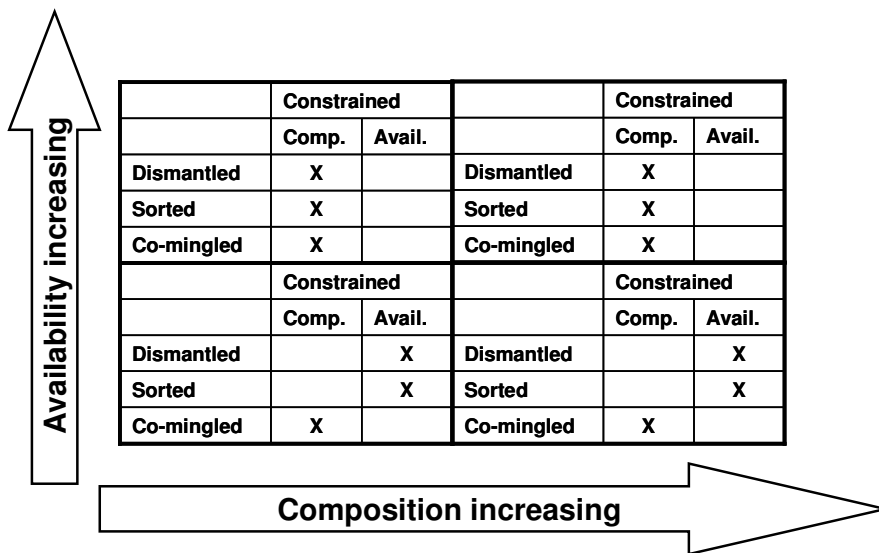 Availability increasing
Constrained Constrained
Comp. Avail. Comp. Avail.
Dismantled X Dismantled X
Sorted X Sorted X
Co-mingled X Co-mingled X
Constrained Constrained
Comp. Avail. Comp. Avail.
Dismantled X Dismantled X
Sorted X Sorted X
Co-mingled X Co-mingled X
Composition increasing